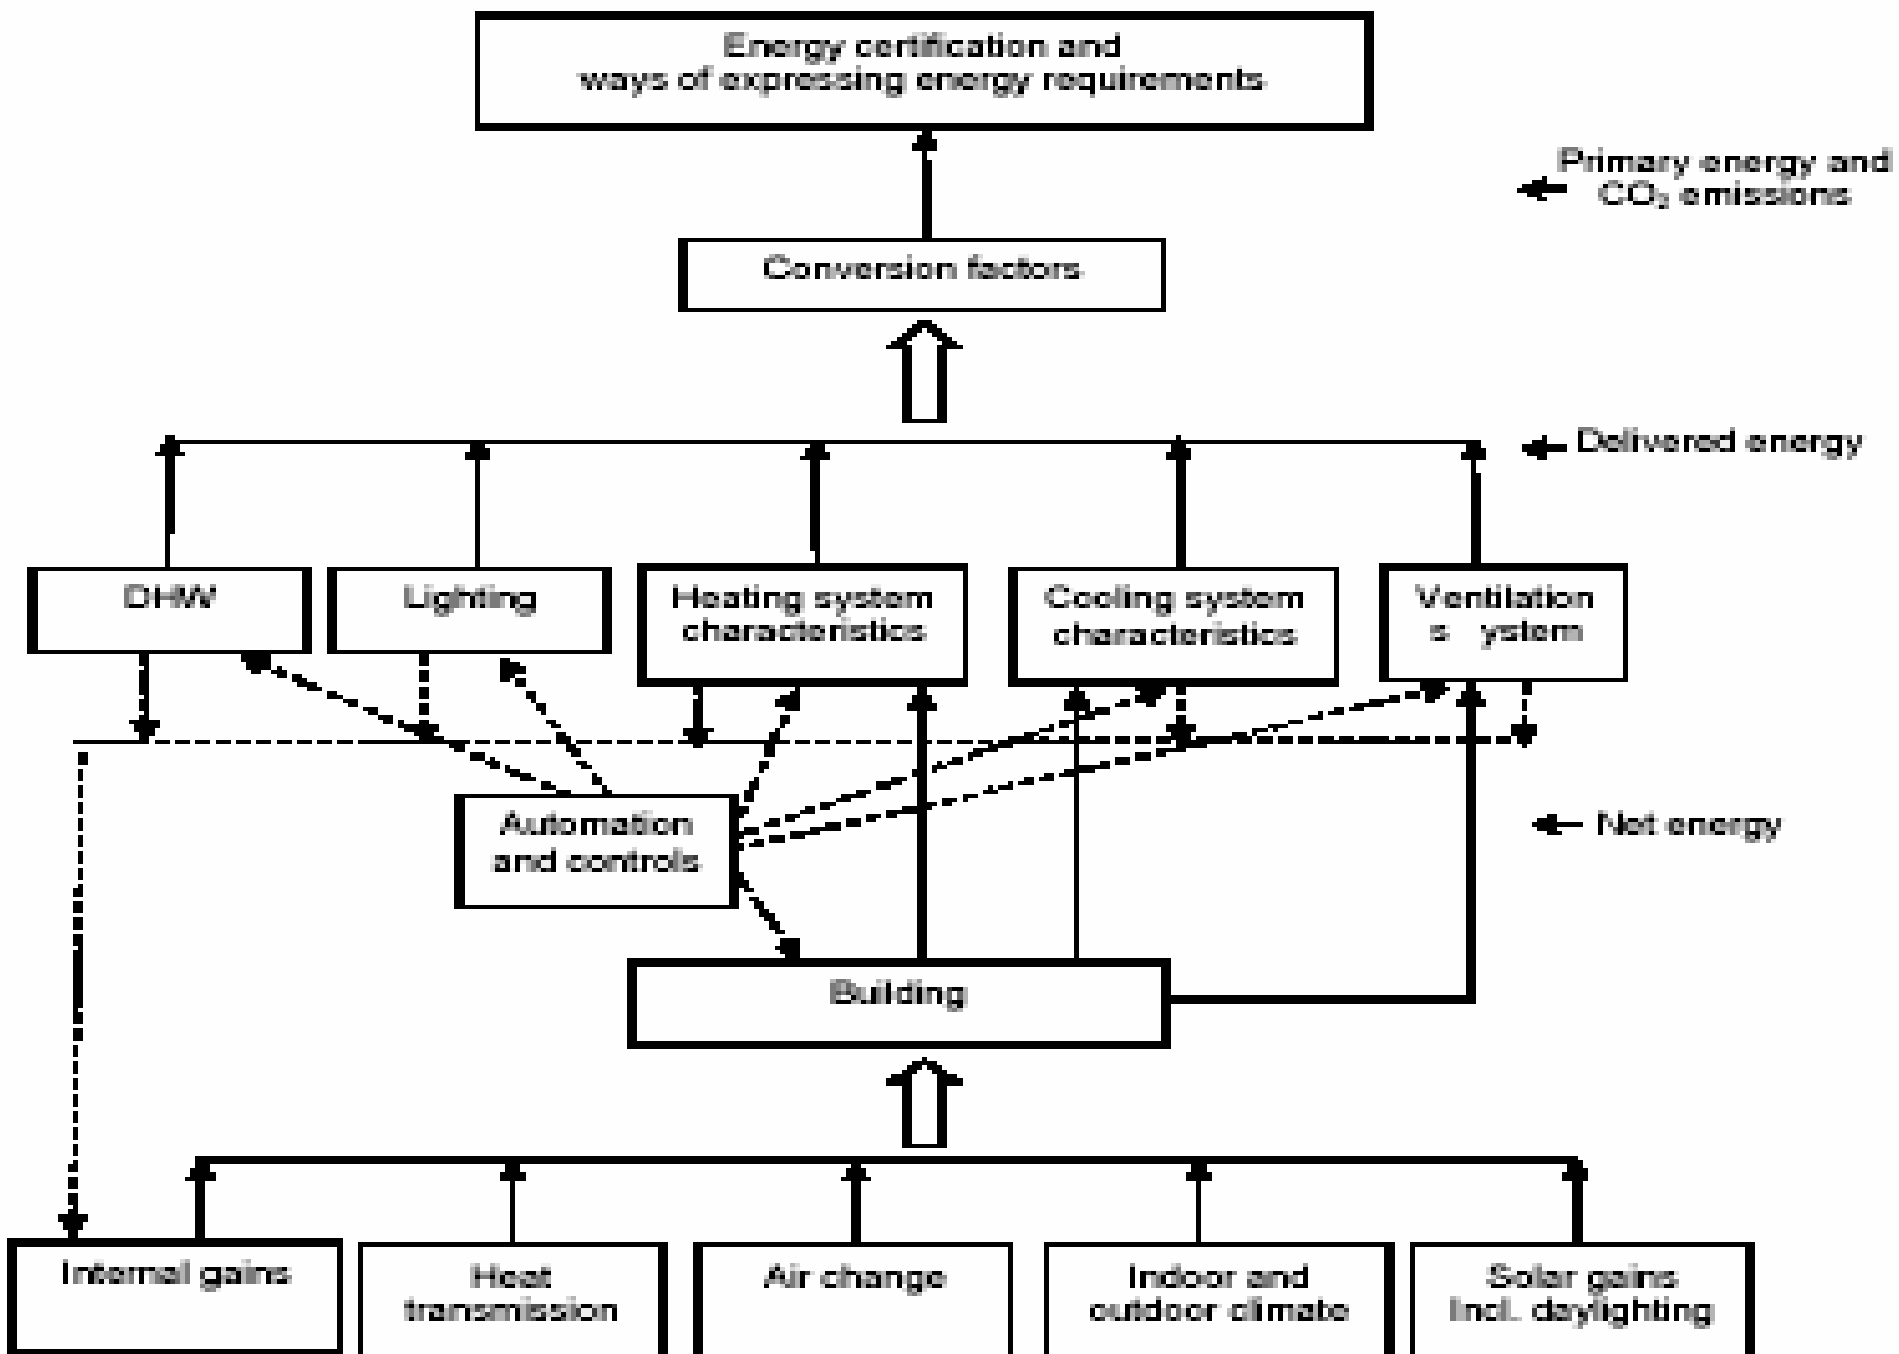 Energy certification and
ways of expressing energy requirements
Primary energy and
CO₂ emissions
Conversion factors
Delivered energy
DHW
Lighting
Heating system
characteristics
Cooling system
characteristics
Ventilation
s ystem
Automation
and controls
Net energy
Building
Internal gains
Heat
transmission
Air change
Indoor and
outdoor climate
Solar gains
Incl. daylighting